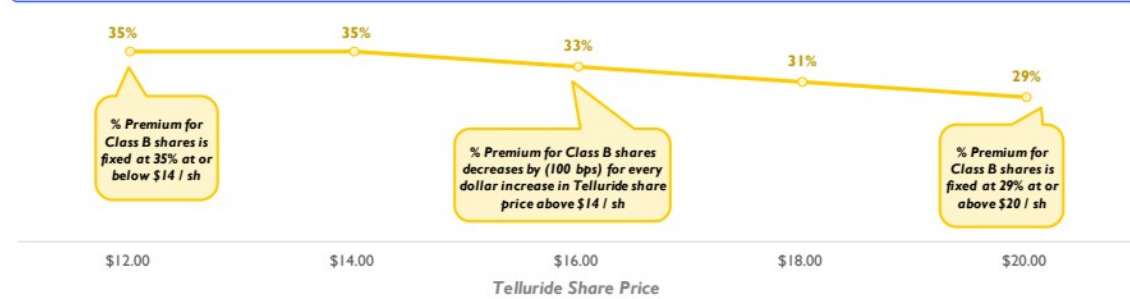 35%
35%
33%
31%
29%
% Premium for
Class B shares is
fixed at 35% at or
below $14 / sh
% Premium for Class B shares
decreases by (100 bps) for every
dollar increase in Telluride share
price above $14 / sh
% Premium for
Class B shares is
fixed at 29% at or
above $20 / sh
$12.00
$14.00
$16.00
$18.00
$20.00
Telluride Share Price